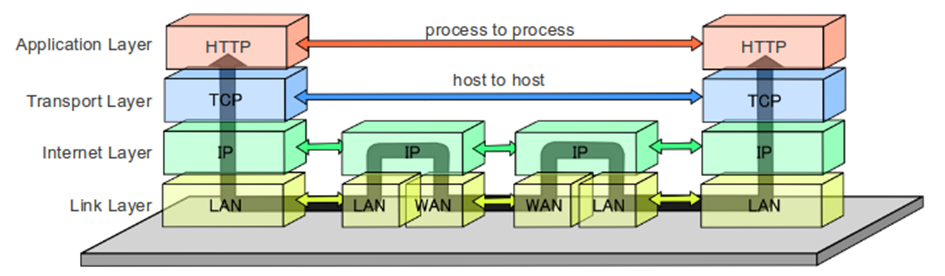 process to process
Application Layer HTTP HTTP
host to host
Transport Layer TCP TCP
Internet Layer IP IP IP IP
Link Layer LAN LAN WAN WAN LAN LAN